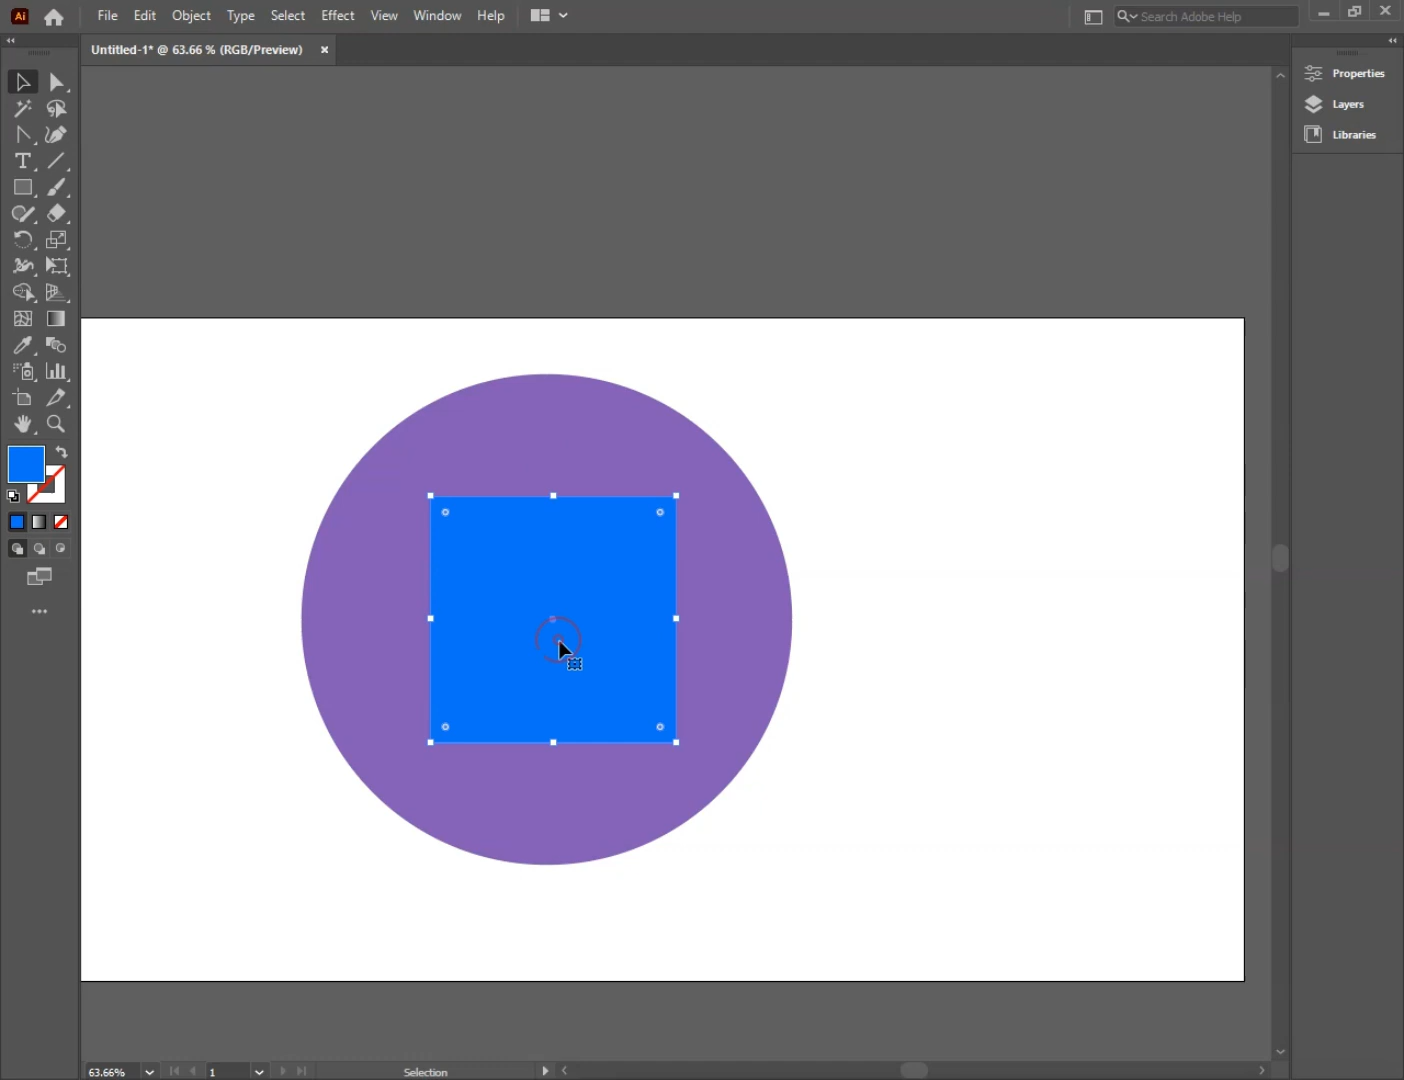 Ai File Edit Object Type Select Effect View Window Help Search Adobe Help
Untitled-1* @ 63.66 % (RGB/Preview)
Properties
Layers
Libraries
T
63.66% 1 Selection